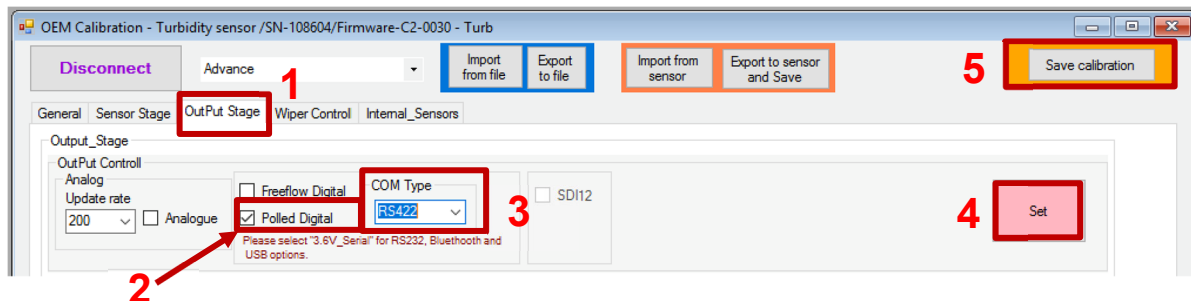 OEM Calibration - Turbidity sensor /SN-108604/Firmware-C2-0030 - Turb
Disconnect
Advance
Import
from file
Export
to file
Import from
sensor
Export to sensor
and Save
5
Save calibration
1
General
Sensor Stage
OutPut Stage
Wiper Control
Internal_Sensors
Output_Stage
OutPut Controll
Analog
Update rate
200
Analogue
Freeflow Digital
Polled Digital
COM Type
RS422
3
SDI12
Please select "3.6V_Serial" for RS232, Bluethooth and
USB options.
4
Set
2